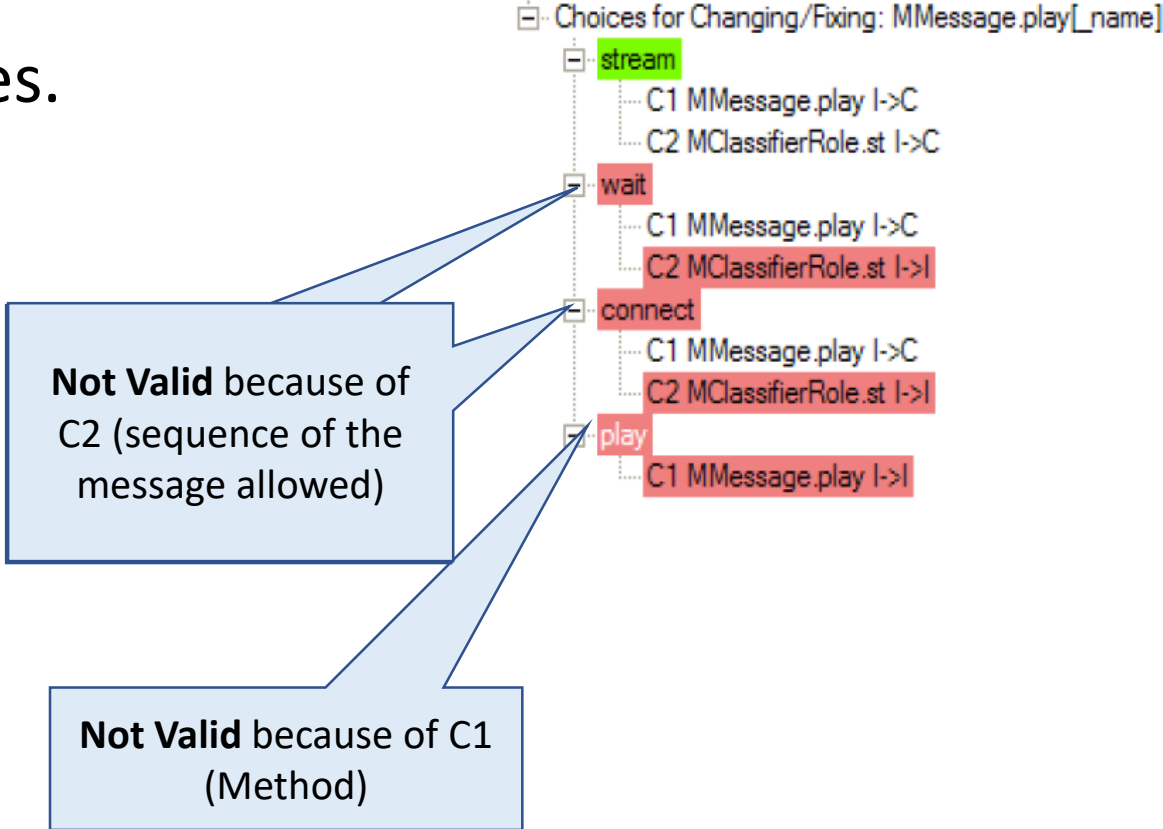 es.
Choices for Changing/Fixing: MMessage.play[_name]
stream
C1 MMessage.play I->C
C2 MClassifierRole.st I->C
wait
C1 MMessage.play I->C
C2 MClassifierRole.st I->I
connect
C1 MMessage.play I->C
C2 MClassifierRole.st I->I
play
C1 MMessage.play I->I
Not Valid because of
C2 (sequence of the
message allowed)
Not Valid because of C1
(Method)